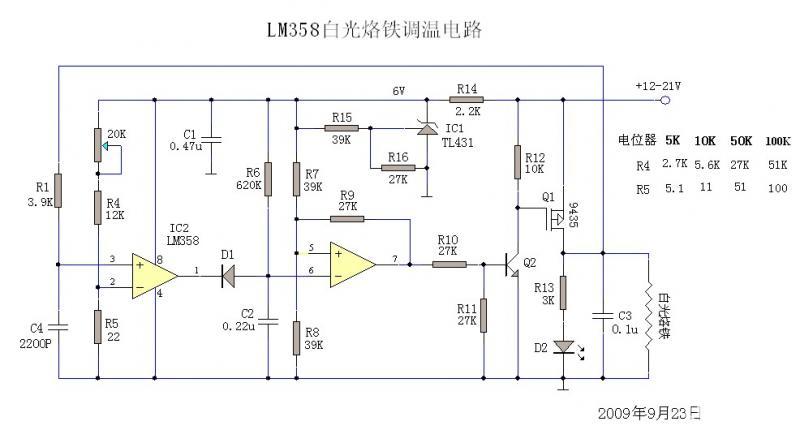 LM358白光烙铁调温电路
+12-21V
6V
R14
2.2K
R15
39K
IC1
TL431
R16
27K
20K
C1
0.47u
R6
620K
R7
39K
R12
10K
电位器 5K 10K 50K 100K
R4 2.7K 5.6K 27K 51K
R5 5.1 11 51 100
R1
3.9K
R4
12K
IC2
LM358
R9
27K
Q1
9435
3
2
8
4
1
D1
5
6
7
R10
27K
Q2
R13
3K
C3
0.1u
白光烙铁
C4
2200P
R5
22
C2
0.22u
R8
39K
R11
27K
D2
2009年9月23日